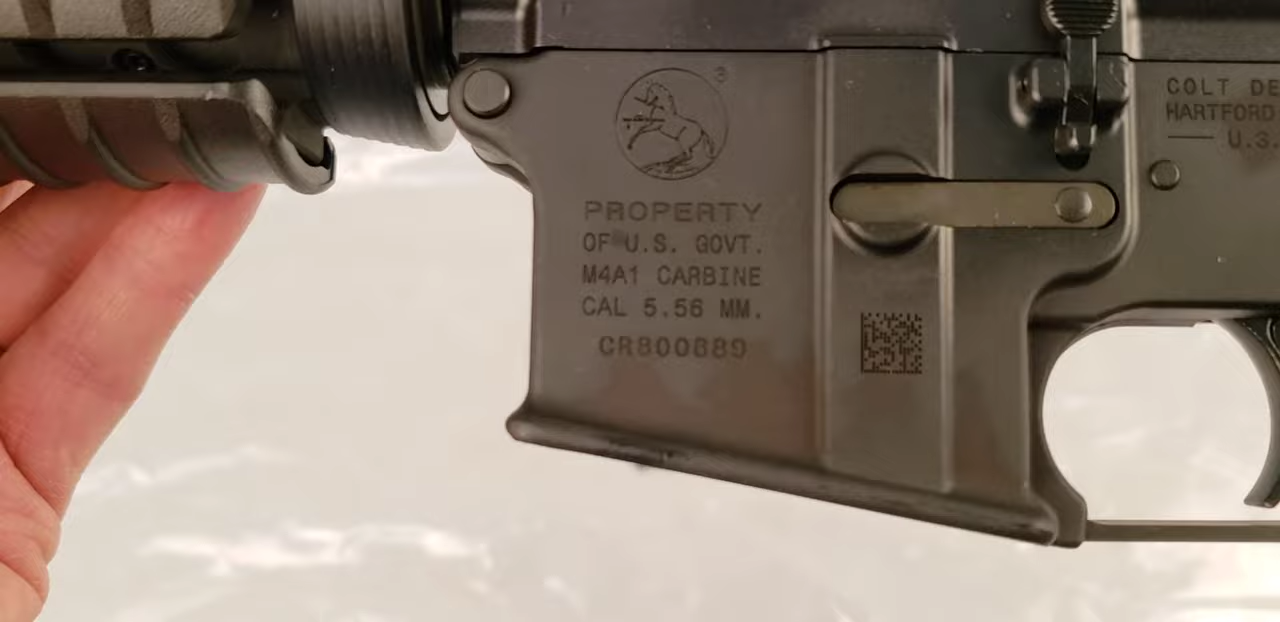 PROPERTY
OF U.S. GOVT.
M4A1 CARBINE
CAL 5.56 MM.
CR800889
COLT DE
HARTFORD
U.S.